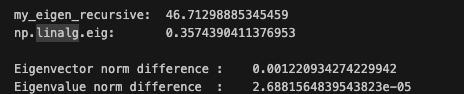 my_eigen_recursive:  46.71298885345459
np.linalg.eig:       0.3574390411376953
Eigenvector norm difference :    0.001220934274229942
Eigenvalue norm difference  :    2.6881564839543823e-05